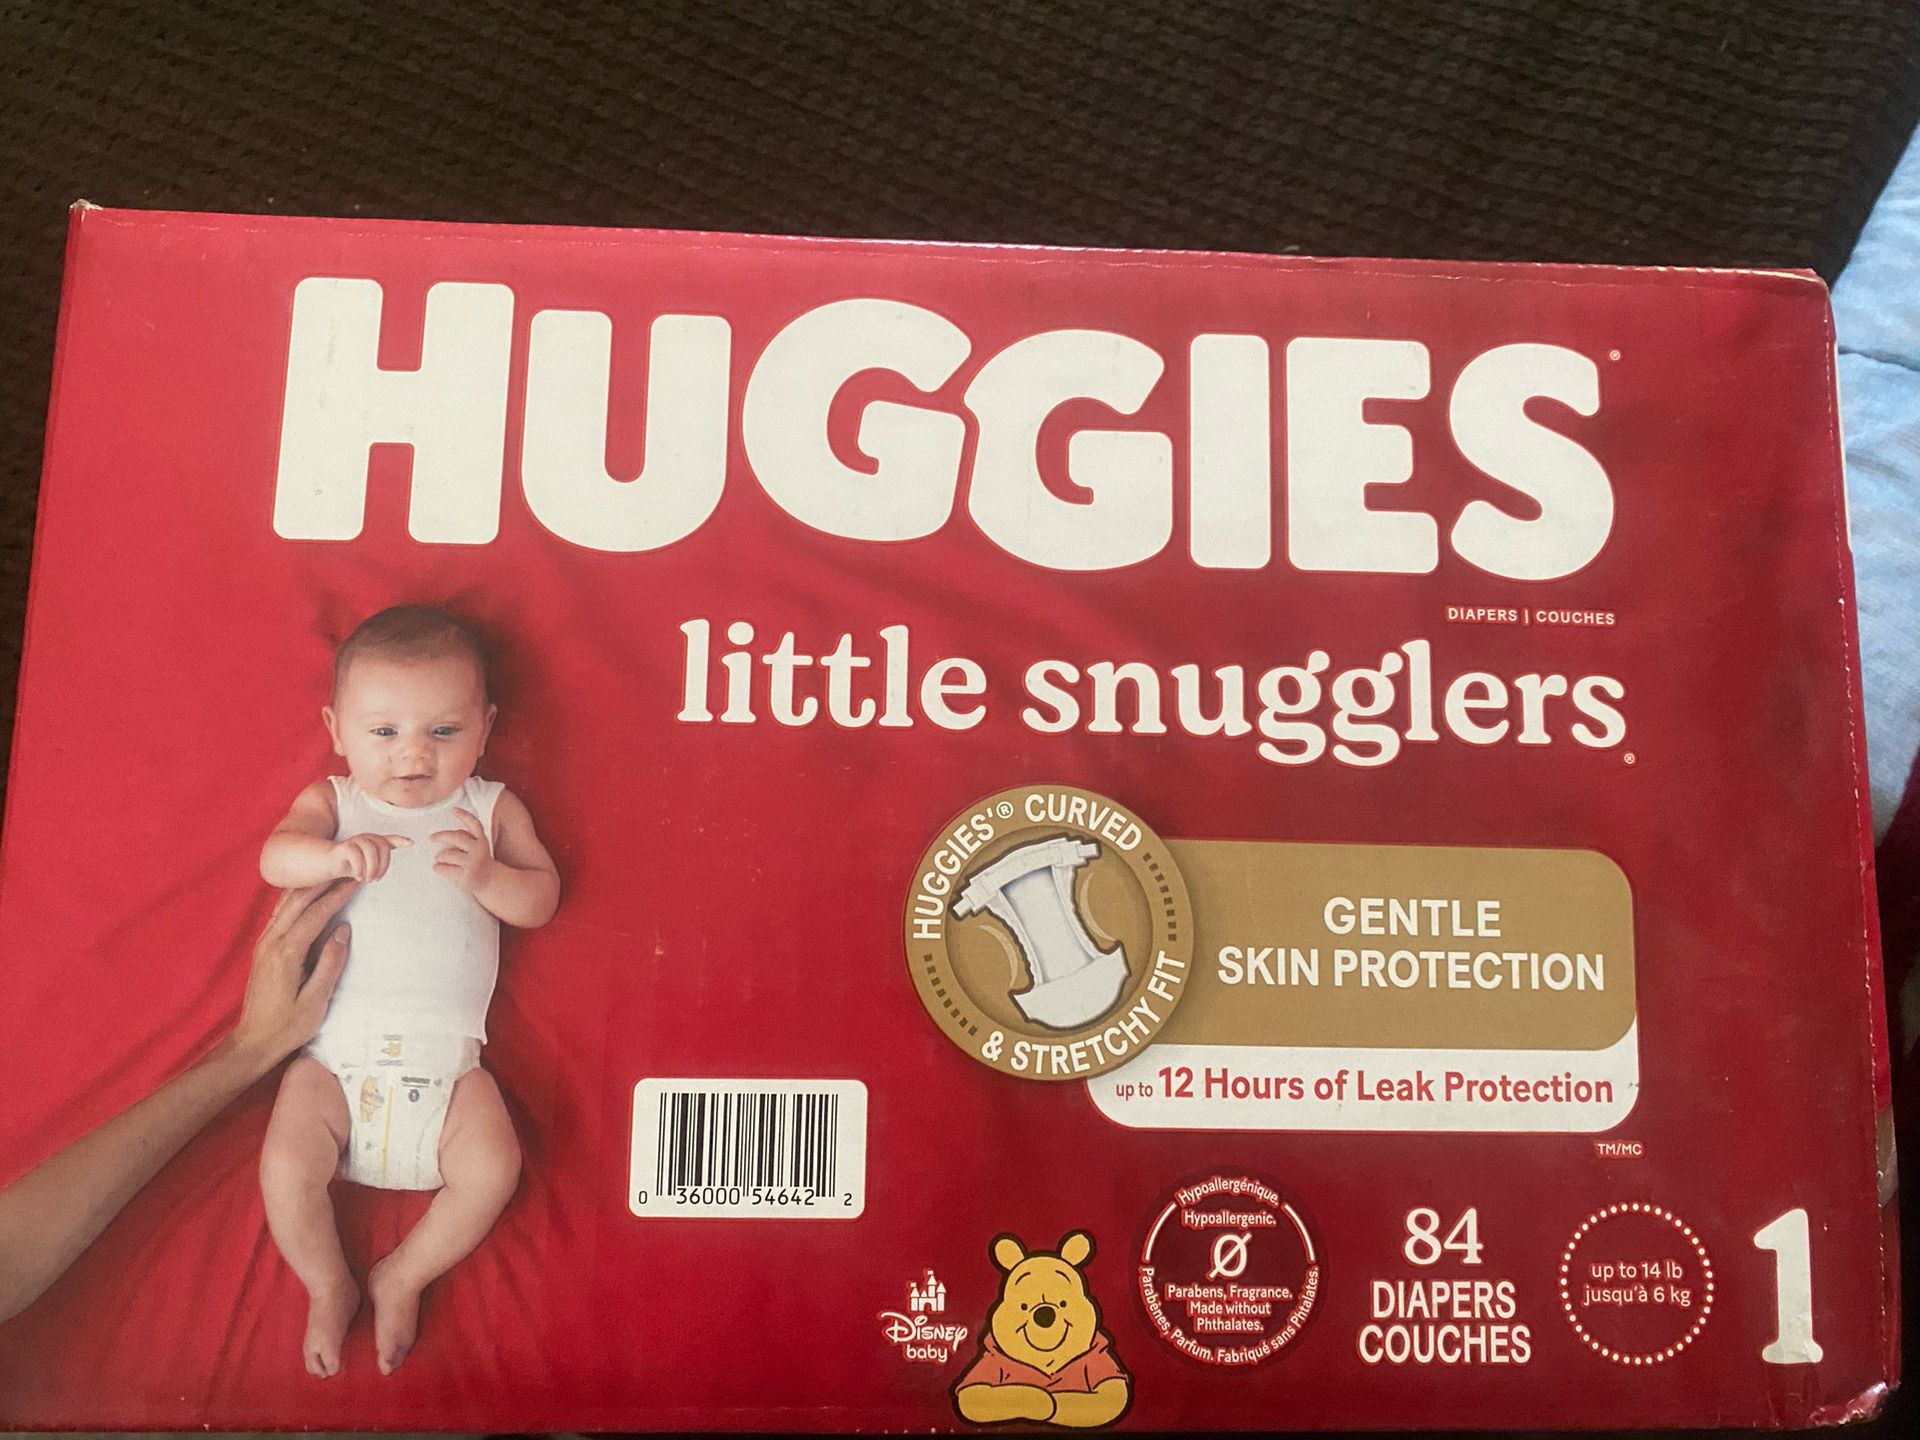 HUGGIES®
DIAPERS | COUCHES
little snugglers®
HUGGIES'® CURVED
& STRETCHY FIT
GENTLE
SKIN PROTECTION
up to 12 Hours of Leak Protection
TM/MC
0 36000 54642 2
Disney
baby
Hypoallergénique.
Hypoallergenic.
Parabens, Fragrance.
Made without
Phthalates.
Parabènes, Parfum. Fabriqué sans Phtalates.
84
DIAPERS
COUCHES
up to 14 lb
jusqu'à 6 kg
1
HUGGIES
1